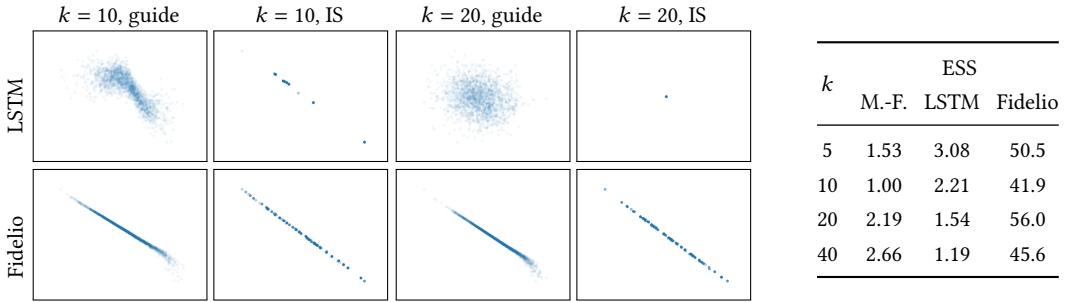 k = 10, guide k = 10, IS k = 20, guide k = 20, IS
LSTM
Fidelio
k ESS
M.-F. LSTM Fidelio
5 1.53 3.08 50.5
10 1.00 2.21 41.9
20 2.19 1.54 56.0
40 2.66 1.19 45.6